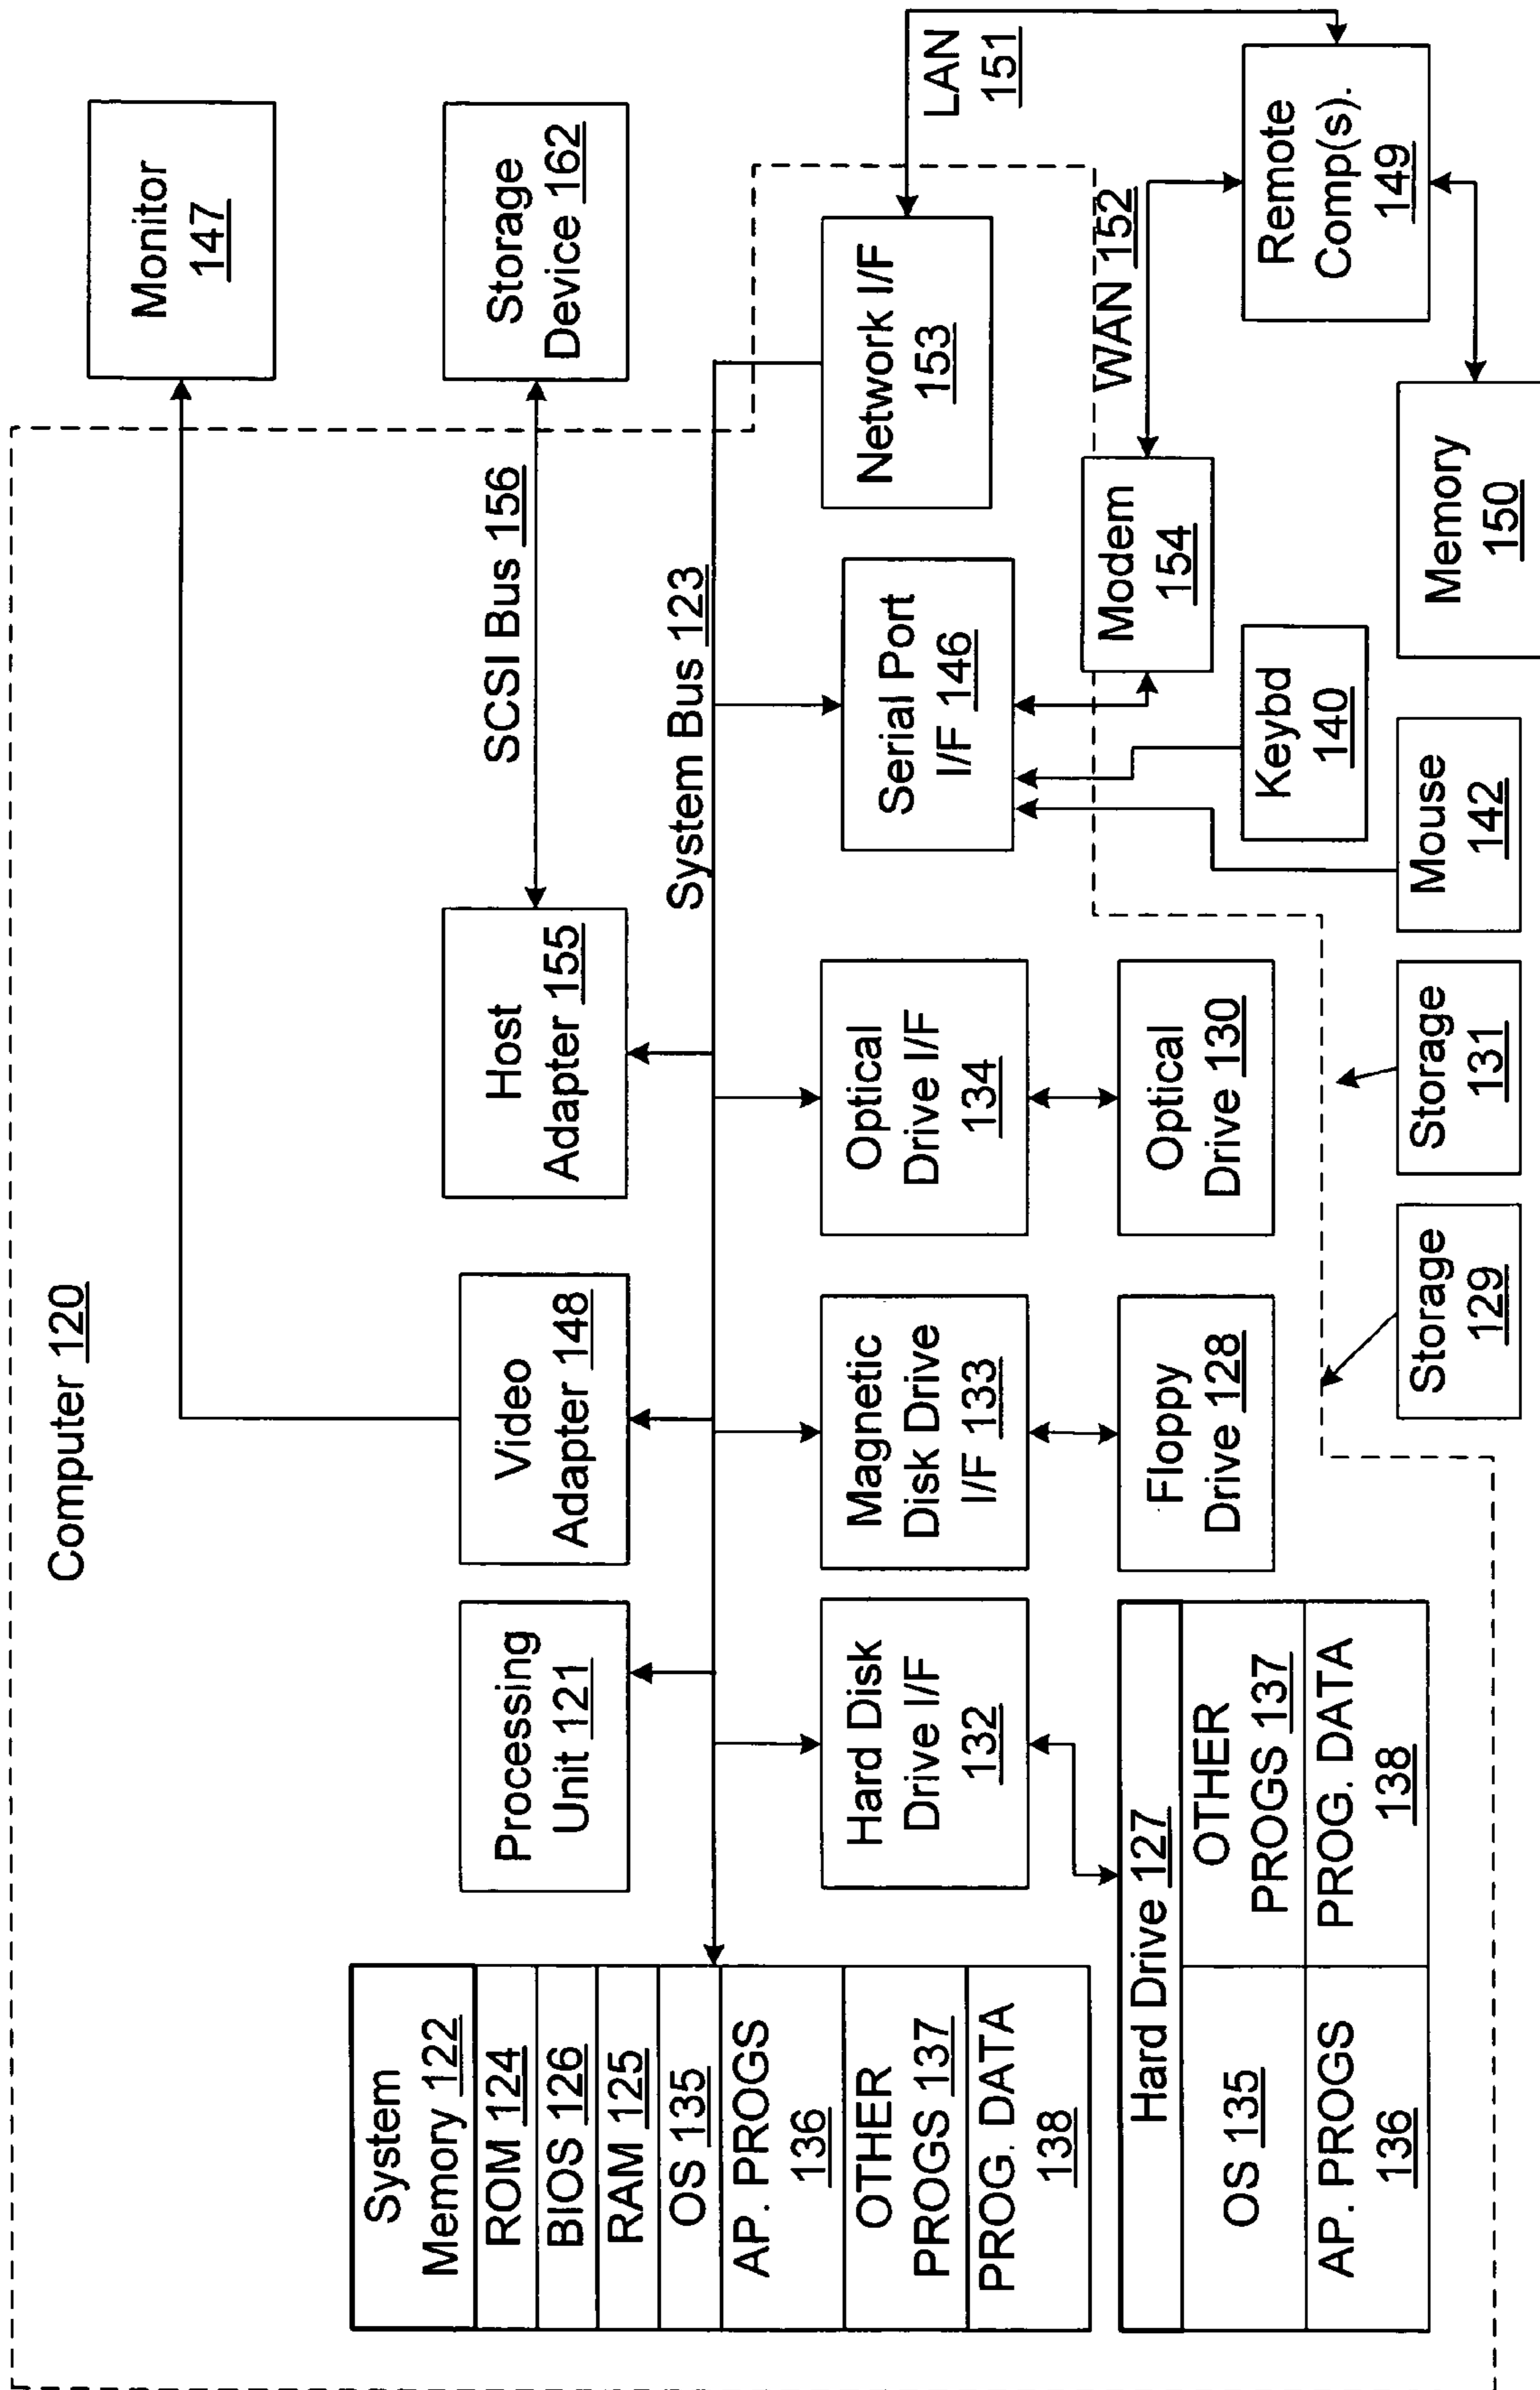 Computer 120
Monitor
147
System
Memory 122
ROM 124
BIOS 126
RAM 125
OS 135
AP. PROGS
136
OTHER
PROGS 137
PROG. DATA
138
Processing
Unit 121
Video
Adapter 148
Host
Adapter 155
SCSI Bus 156
Storage
Device 162
System Bus 123
Hard Disk
Drive I/F
132
Magnetic
Disk Drive
I/F 133
Optical
Drive I/F
134
Serial Port
I/F 146
Network I/F
153
LAN
151
Hard Drive 127
OS 135
OTHER
PROGS 137
AP. PROGS
136
PROG. DATA
138
Floppy
Drive 128
Optical
Drive 130
Modem
154
WAN 152
Keybd
140
Remote
Comp(s).
149
Storage
129
Storage
131
Mouse
142
Memory
150